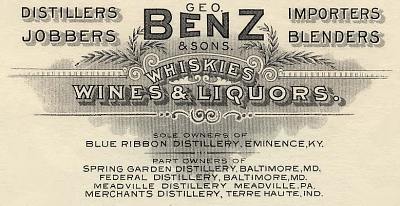 DISTILLERS
JOBBERS
GEO.
BENZ
& SONS.
IMPORTERS
BLENDERS
WHISKIES
WINES & LIQUORS.
SOLE OWNERS OF
BLUE RIBBON DISTILLERY, EMINENCE, KY.
PART OWNERS OF
SPRING GARDEN DISTILLERY, BALTIMORE, MD.
FEDERAL DISTILLERY, BALTIMORE, MD.
MEADVILLE DISTILLERY MEADVILLE, PA.
MERCHANTS DISTILLERY, TERRE HAUTE, IND.